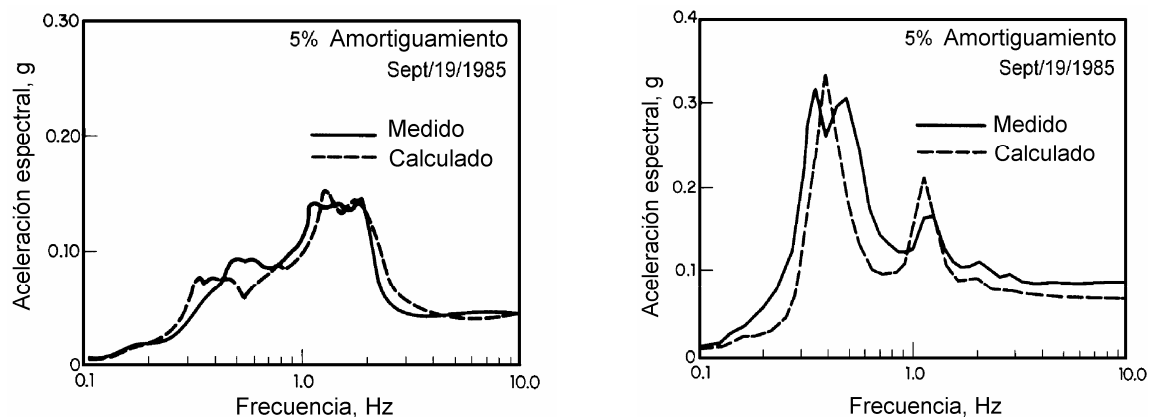 0.30
5% Amortiguamiento
Sept/19/1985
0.20
Medido
Calculado
0.10
0
0.1
1.0
10.0
Aceleración espectral, g
Frecuencia, Hz
0.4
5% Amortiguamiento
Sept/19/1985
0.3
Medido
Calculado
0.2
0.1
0
0.1
1.0
10.0
Aceleración espectral, g
Frecuencia, Hz